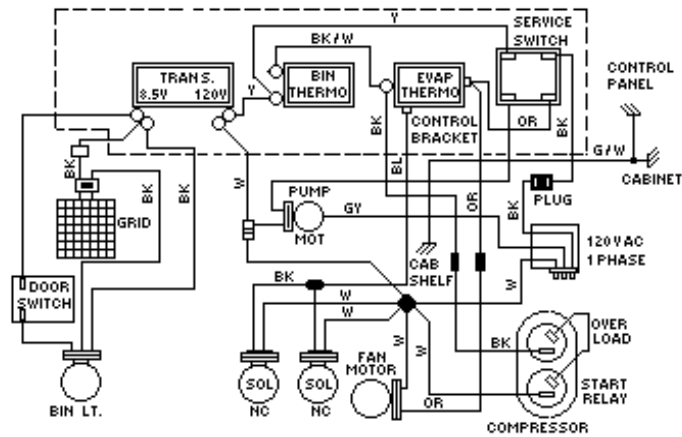 SERVICE
SWITCH
Y
BK/W
CONTROL
PANEL
TRANS.
8.5V 120V
Y
BIN
THERMO
EVAP
THERMO
CONTROL
BRACKET
OR
BK
BK
BL
G/W
CABINET
BK
BK
BK
W
GRID
PUMP
MOT
GY
OR
BK
PLUG
120VAC
1 PHASE
CAB
SHELF
W
DOOR
SWITCH
BK
W
W
W
W
FAN
MOTOR
BK
OVER
LOAD
SOL
SOL
NC
NC
BIN LT.
OR
START
RELAY
COMPRESSOR